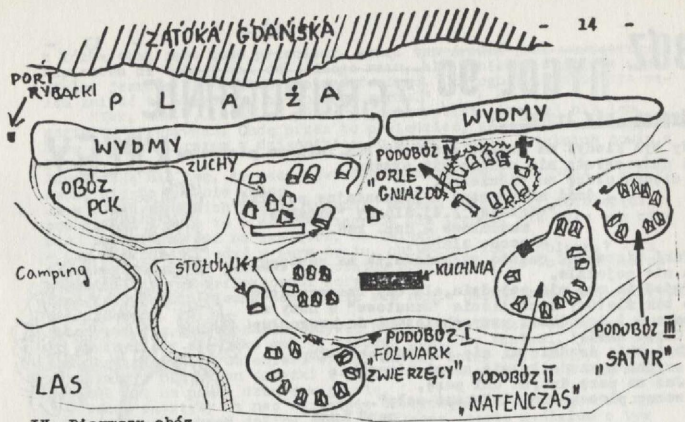 - 14 -
ZATOKA GDAŃSKA
PORT
RYBACKI
PLAŻA
WYDMY
WYDMY
ŻUCHY
OBÓZ
PCK
PODOBÓZ IV
"ORLE
GNIAZDO"
Camping
STOŁÓWKI
KUCHNIA
PODOBÓZ I
"FOLWARK
ZWIERZĘCY"
PODOBÓZ II
"NATENCZAS"
PODOBÓZ III
"SATYR"
LAS